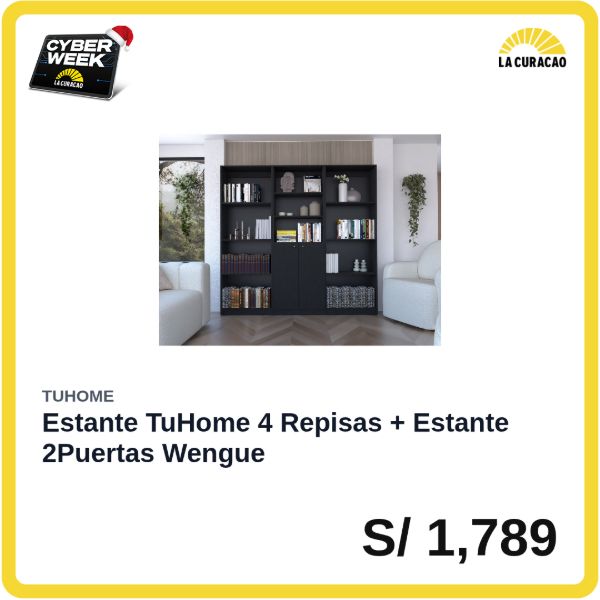 CYBER
WEEK
LA CURACAO
LA CURACAO
TUHOME
Estante TuHome 4 Repisas + Estante
2Puertas Wengue
S/ 1,789